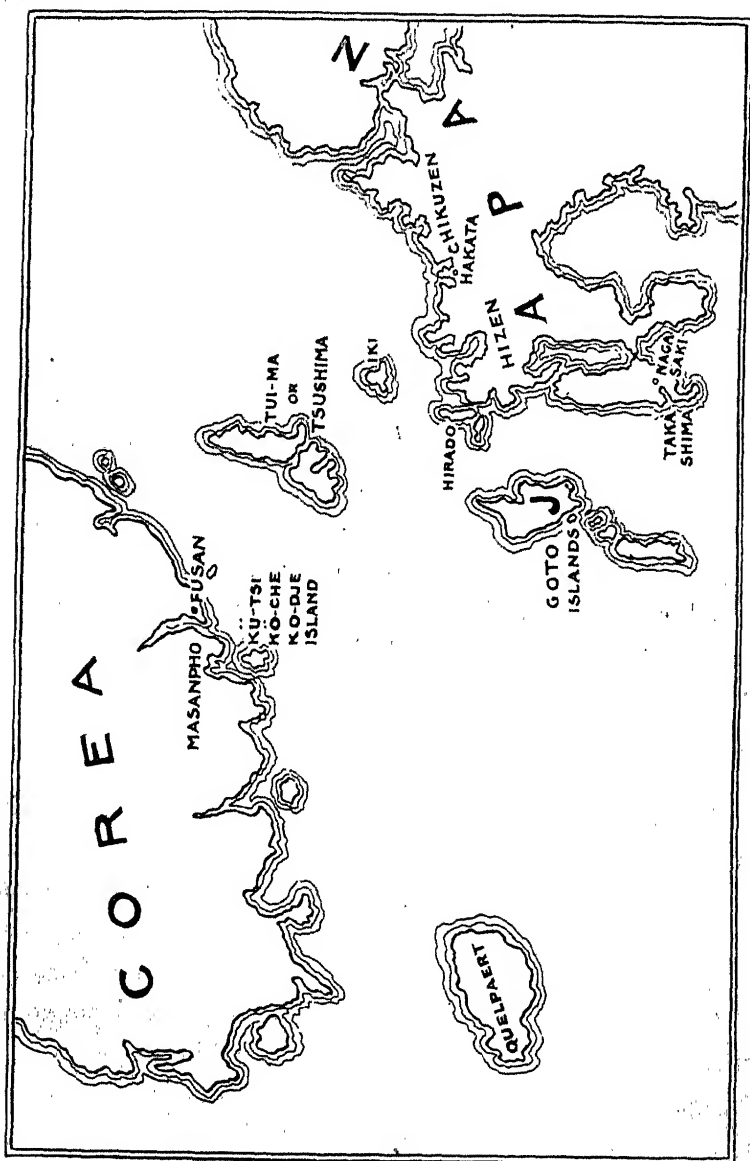 COREA
MASANPHO
FUSAN
KU-TSI
KO-CHE
KO-DJE
ISLAND
TUI-MA
OR
TSUSHIMA
IKI
JAPAN
CHIKUZEN
HAKATA
HIZEN
HIRADO
NAGA
SAKI
TAKA
SHIMA
GOTO
ISLANDS
QUELPAERT